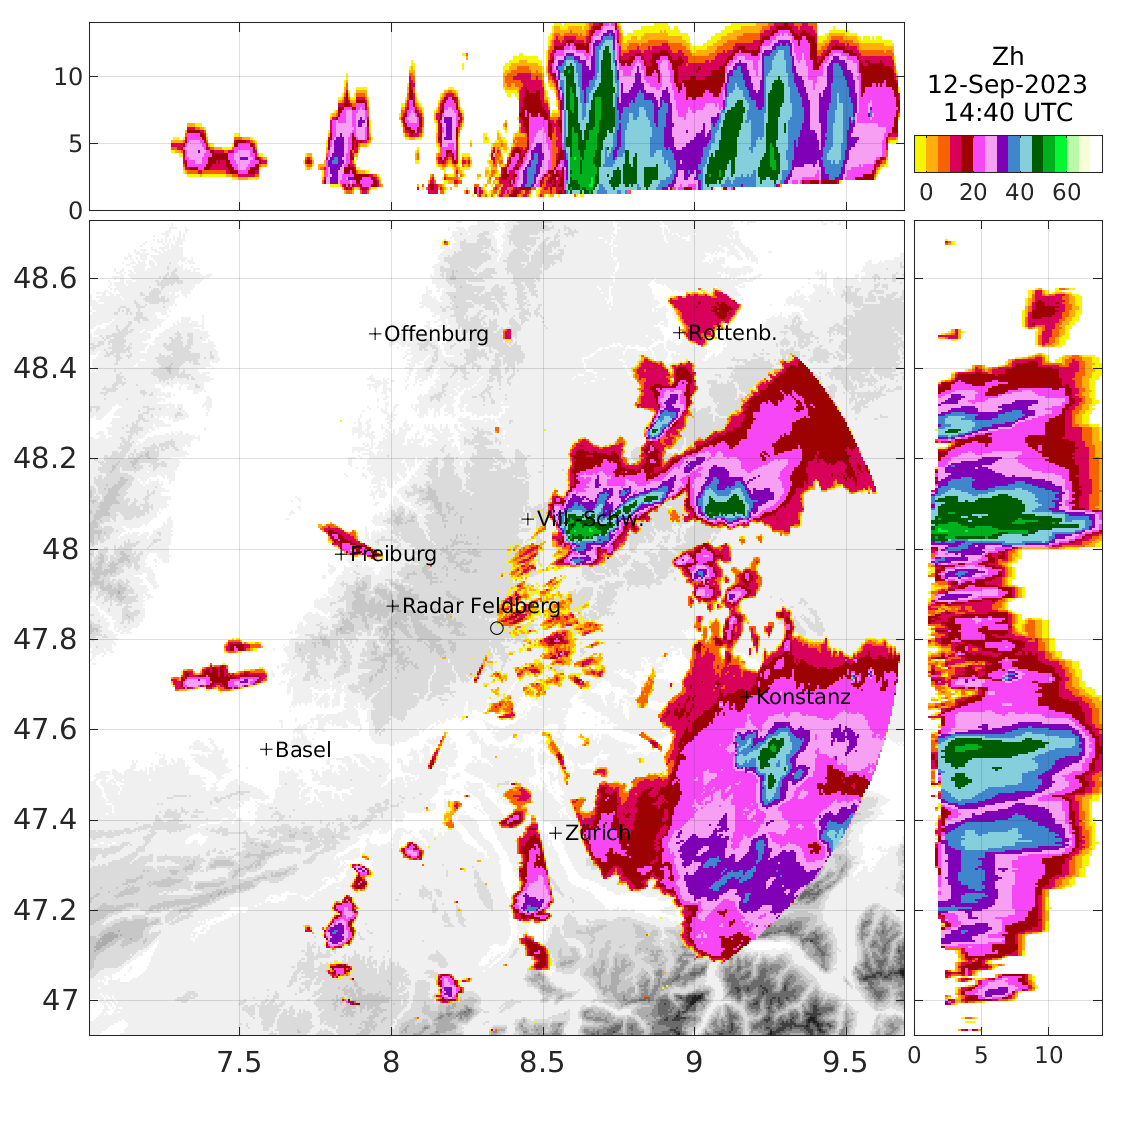 Zh
12-Sep-2023
14:40 UTC
10
5
0
0 20 40 60
48.6
48.4
48.2
48
47.8
47.6
47.4
47.2
47
Offenburg
Rottenb.
Vill.-Schw.
Freiburg
Radar Feldberg
Konstanz
Basel
Zürich
7.5 8 8.5 9 9.5
0 5 10